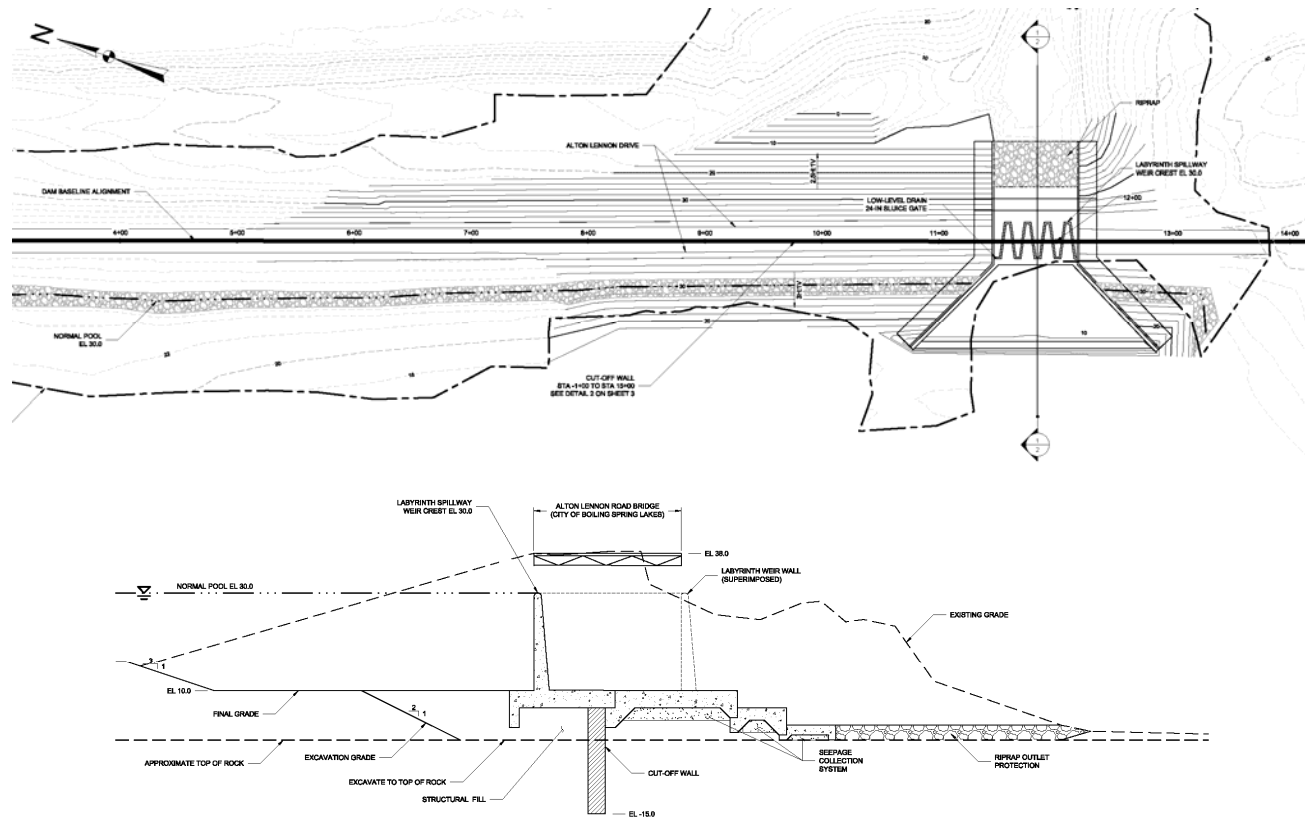 N
1
2
RIPRAP
ALTON LENNON DRIVE
LABYRINTH SPILLWAY
WEIR CREST EL 30.0
DAM BASELINE ALIGNMENT
LOW-LEVEL DRAIN
24-IN SLUICE GATE
12+00
4+00 5+00 6+00 7+00 8+00 9+00 10+00 11+00 13+00 14+00
NORMAL POOL
EL 30.0
CUT-OFF WALL
STA -1+00 TO STA 15+00
SEE DETAIL 2 ON SHEET 3
1
2
LABYRINTH SPILLWAY
WEIR CREST EL 30.0
ALTON LENNON ROAD BRIDGE
(CITY OF BOILING SPRING LAKES)
EL 38.0
NORMAL POOL EL 30.0
LABYRINTH WEIR WALL
(SUPERIMPOSED)
EXISTING GRADE
3
1
EL 10.0
FINAL GRADE
2
1
EXCAVATION GRADE
APPROXIMATE TOP OF ROCK
EXCAVATE TO TOP OF ROCK
STRUCTURAL FILL
CUT-OFF WALL
SEEPAGE
COLLECTION
SYSTEM
RIPRAP OUTLET
PROTECTION
EL -15.0